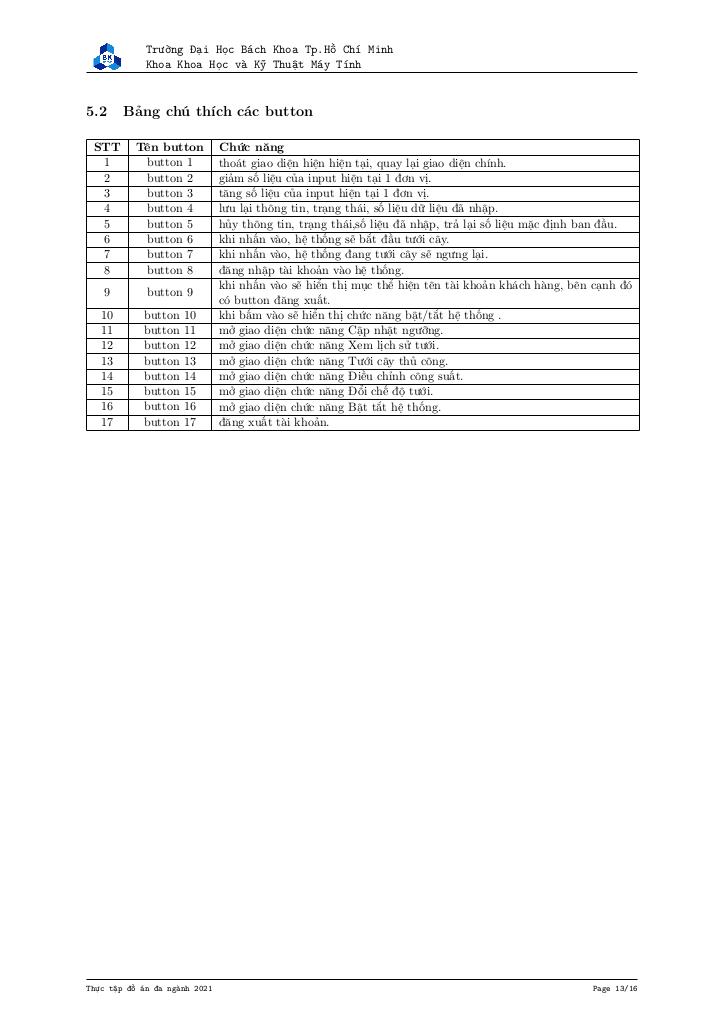 BK
Trường Đại Học Bách Khoa Tp.Hồ Chí Minh
Khoa Khoa Học và Kỹ Thuật Máy Tính
5.2 Bảng chú thích các button
STT Tên button Chức năng
1 button 1 thoát giao diện hiện hiện tại, quay lại giao diện chính.
2 button 2 giảm số liệu của input hiện tại 1 đơn vị.
3 button 3 tăng số liệu của input hiện tại 1 đơn vị.
4 button 4 lưu lại thông tin, trạng thái, số liệu dữ liệu đã nhập.
5 button 5 hủy thông tin, trạng thái,số liệu đã nhập, trả lại số liệu mặc định ban đầu.
6 button 6 khi nhấn vào, hệ thống sẽ bắt đầu tưới cây.
7 button 7 khi nhấn vào, hệ thống đang tưới cây sẽ ngưng lại.
8 button 8 đăng nhập tài khoản vào hệ thống.
9 button 9 khi nhấn vào sẽ hiển thị mục thể hiện tên tài khoản khách hàng, bên cạnh đó
có button đăng xuất.
10 button 10 khi bấm vào sẽ hiển thị chức năng bật/tắt hệ thống .
11 button 11 mở giao diện chức năng Cập nhật ngưỡng.
12 button 12 mở giao diện chức năng Xem lịch sử tưới.
13 button 13 mở giao diện chức năng Tưới cây thủ công.
14 button 14 mở giao diện chức năng Điều chỉnh công suất.
15 button 15 mở giao diện chức năng Đổi chế độ tưới.
16 button 16 mở giao diện chức năng Bật tắt hệ thống.
17 button 17 đăng xuất tài khoản.
Thực tập đồ án đa ngành 2021 Page 13/16